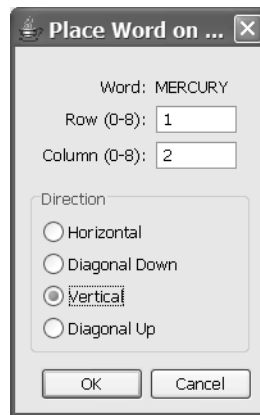 Place Word on ...
Word: MERCURY
Row (0-8): 1
Column (0-8): 2
Direction
Horizontal
Diagonal Down
Vertical
Diagonal Up
OK Cancel